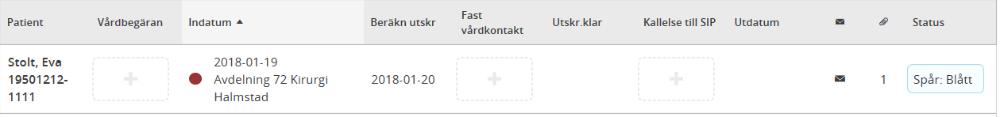 Patient Vårdbegäran Indatum Beräkn utskr Fast vårdkontakt Utskr.klar Kallelse till SIP Utdatum Status
Stolt, Eva
19501212-
1111
2018-01-19
Avdelning 72 Kirurgi
Halmstad
2018-01-20
1
Spår: Blått